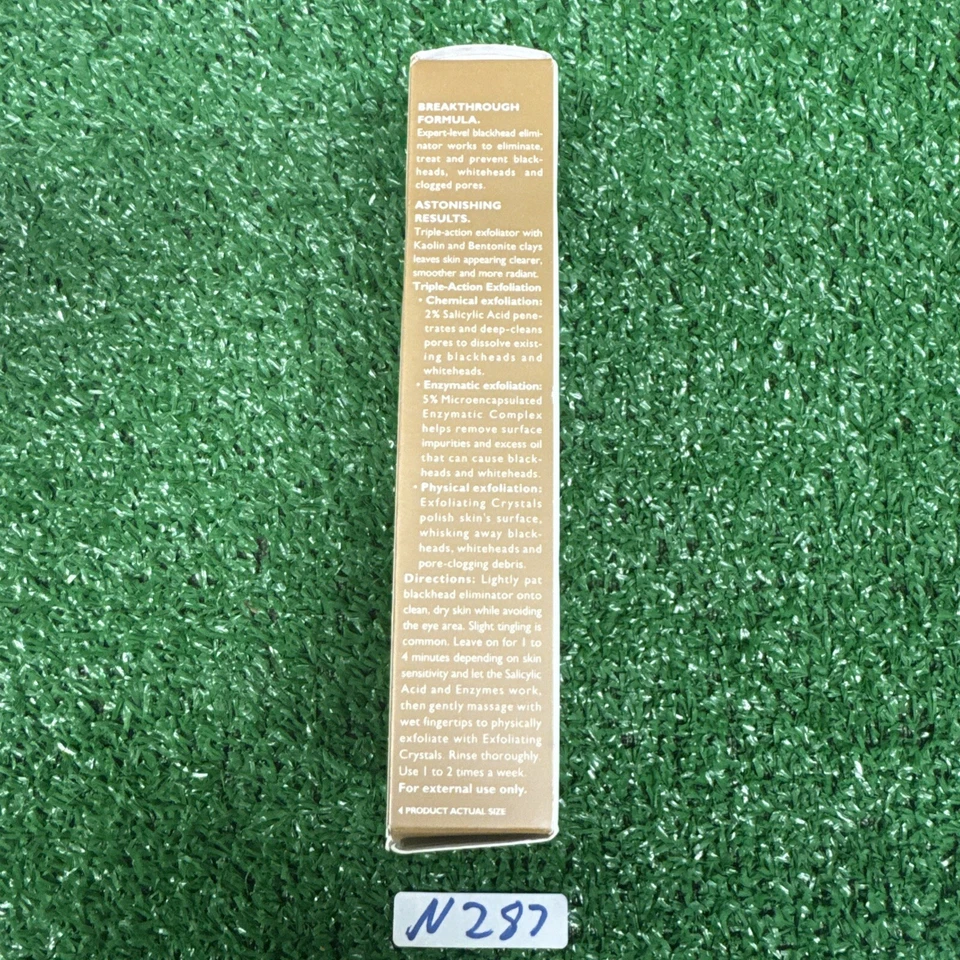 BREAKTHROUGH
FORMULA.
Expert-level blackhead elimi-
nator works to eliminate,
treat and prevent black-
heads, whiteheads and
clogged pores.
ASTONISHING
RESULTS.
Triple-action exfoliator with
Kaolin and Bentonite clays
leaves skin appearing clearer,
smoother and more radiant.
Triple-Action Exfoliation
• Chemical exfoliation:
2% Salicylic Acid pene-
trates and deep-cleans
pores to dissolve exist-
ing blackheads and
whiteheads.
• Enzymatic exfoliation:
5% Microencapsulated
Enzymatic Complex
helps remove surface
impurities and excess oil
that can cause black-
heads and whiteheads.
• Physical exfoliation:
Exfoliating Crystals
polish skin's surface,
whisking away black-
heads, whiteheads and
pore-clogging debris.
Directions: Lightly pat
blackhead eliminator onto
clean, dry skin while avoiding
the eye area. Slight tingling is
common. Leave on for 1 to
4 minutes depending on skin
sensitivity and let the Salicylic
Acid and Enzymes work,
then gently massage with
wet fingertips to physically
exfoliate with Exfoliating
Crystals. Rinse thoroughly.
Use 1 to 2 times a week.
For external use only.
PRODUCT ACTUAL SIZE
N287